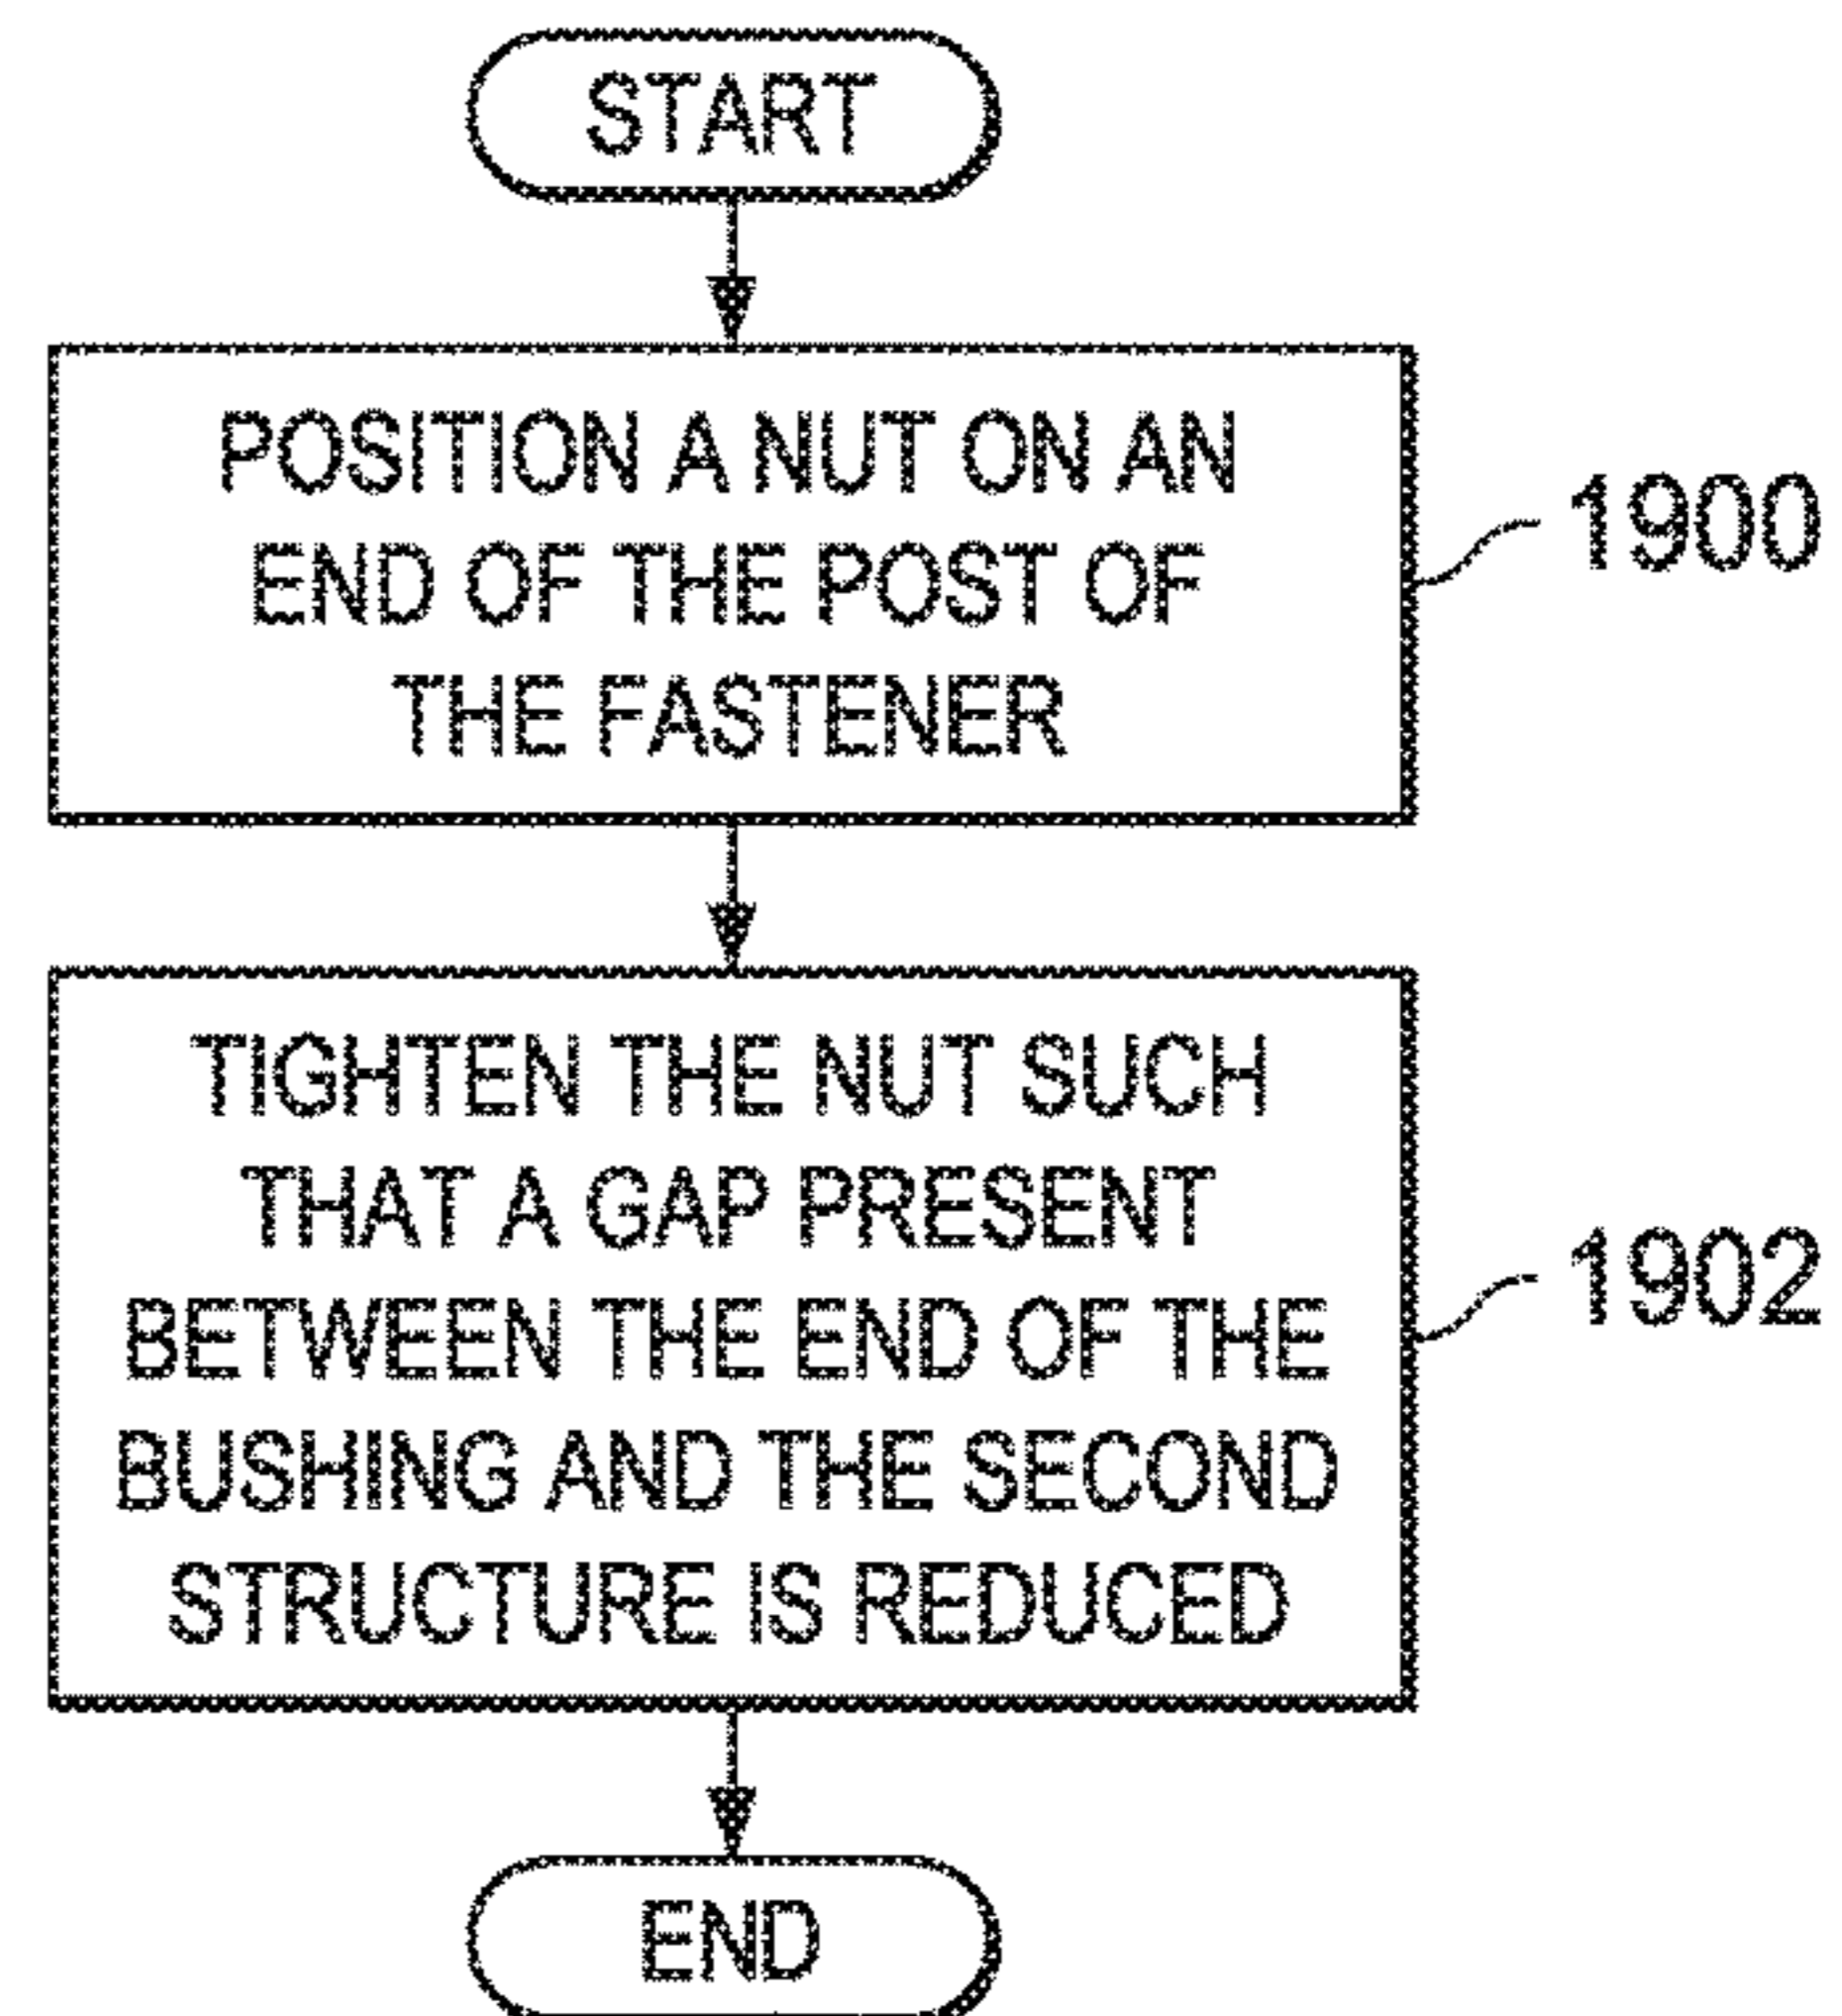 START
POSITION A NUT ON AN
END OF THE POST OF
THE FASTENER
1900
TIGHTEN THE NUT SUCH
THAT A GAP PRESENT
BETWEEN THE END OF THE
BUSHING AND THE SECOND
STRUCTURE IS REDUCED
1902
END